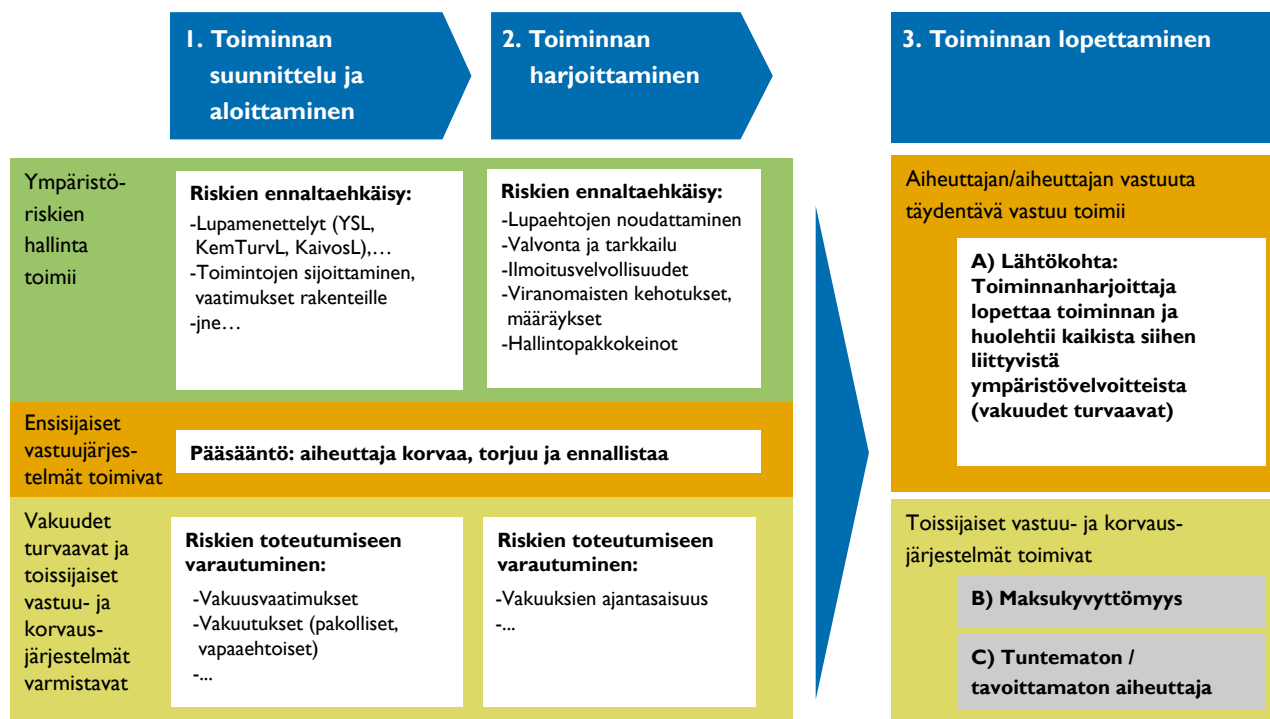 1. Toiminnan
suunnittelu ja
aloittaminen
2. Toiminnan
harjoittaminen
3. Toiminnan lopettaminen
Ympäristö-
riskien
hallinta
toimii
Riskien ennaltaehkäisy:
-Lupamenettelyt (YSL,
KemTurvL, KaivosL),…
-Toimintojen sijoittaminen,
vaatimukset rakenteille
-jne…
Riskien ennaltaehkäisy:
-Lupaehtojen noudattaminen
-Valvonta ja tarkkailu
-Ilmoitusvelvollisuudet
-Viranomaisten kehotukset,
määräykset
-Hallintopakkokeinot
Aiheuttajan/aiheuttajan vastuuta
täydentävä vastuu toimii
A) Lähtökohta:
Toiminnanharjoittaja
lopettaa toiminnan ja
huolehtii kaikista siihen
liittyvistä
ympäristövelvoitteista
(vakuudet turvaavat)
Ensisijaiset
vastuujärjes-
telmät toimivat
Pääsääntö: aiheuttaja korvaa, torjuu ja ennallistaa
Vakuudet
turvaavat ja
toissijaiset
vastuu- ja
korvaus-
järjestelmät
varmistavat
Riskien toteutumiseen
varautuminen:
-Vakuusvaatimukset
-Vakuutukset (pakolliset,
vapaaehtoiset)
-...
Riskien toteutumiseen
varautuminen:
-Vakuuksien ajantasaisuus
-...
Toissijaiset vastuu- ja korvaus-
järjestelmät toimivat
B) Maksukyvyttömyys
C) Tuntematon /
tavoittamaton aiheuttaja